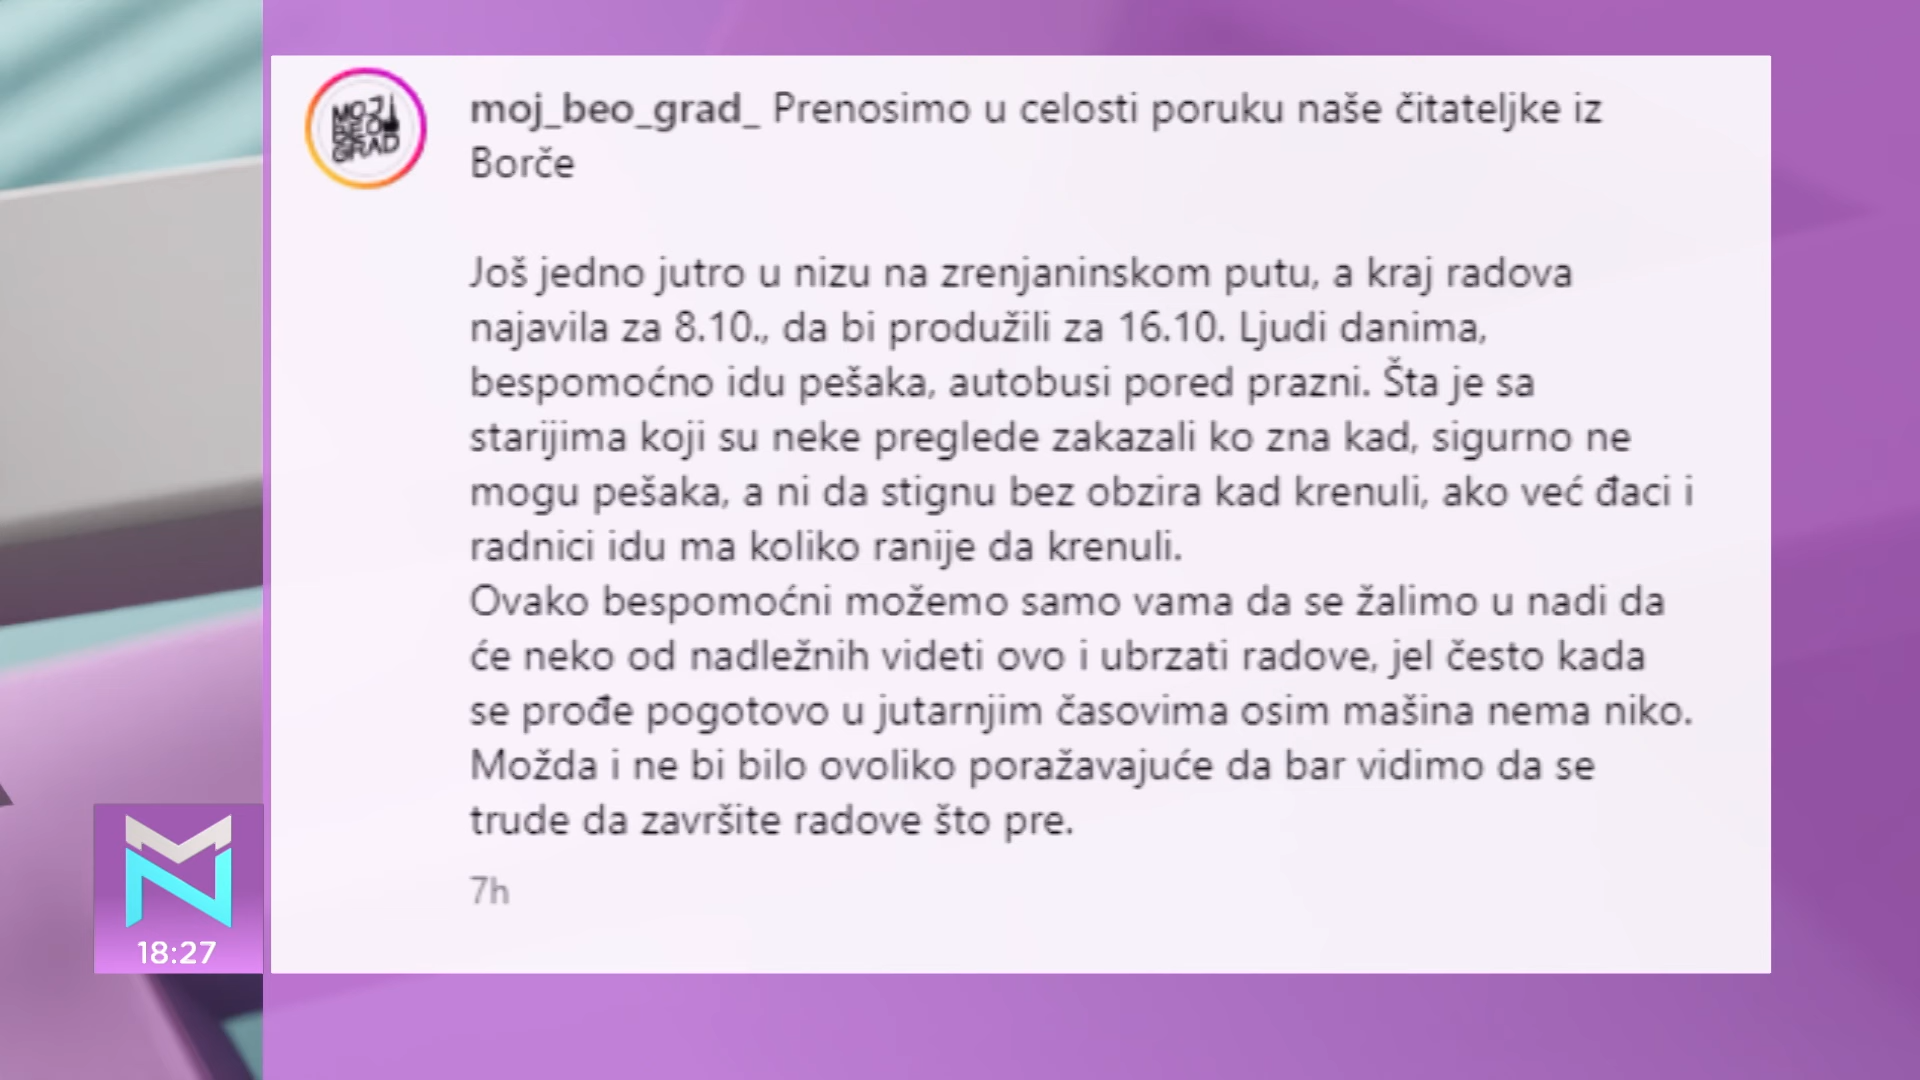 MOJ
BEO
GRAD
moj_beo_grad_ Prenosimo u celosti poruku naše čitateljke iz
Borče
Još jedno jutro u nizu na zrenjaninskom putu, a kraj radova
najavila za 8.10., da bi produžili za 16.10. Ljudi danima,
bespomoćno idu pešaka, autobusi pored prazni. Šta je sa
starijima koji su neke preglede zakazali ko zna kad, sigurno ne
mogu pešaka, a ni da stignu bez obzira kad krenuli, ako već đaci i
radnici idu ma koliko ranije da krenuli.
Ovako bespomoćni možemo samo vama da se žalimo u nadi da
će neko od nadležnih videti ovo i ubrzati radove, jel često kada
se prođe pogotovo u jutarnjim časovima osim mašina nema niko.
Možda i ne bi bilo ovoliko poražavajuće da bar vidimo da se
trude da završite radove što pre.
7h
18:27